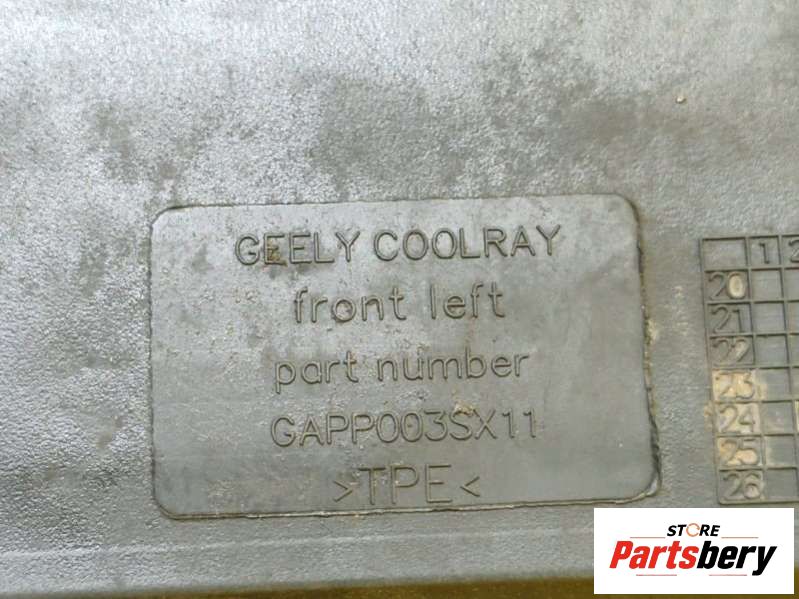 GEELY COOLRAY
front left
part number
GAPP003SX11
>TPE<
1 2
20
21
22
23
24
25
26
STORE
Partsbery